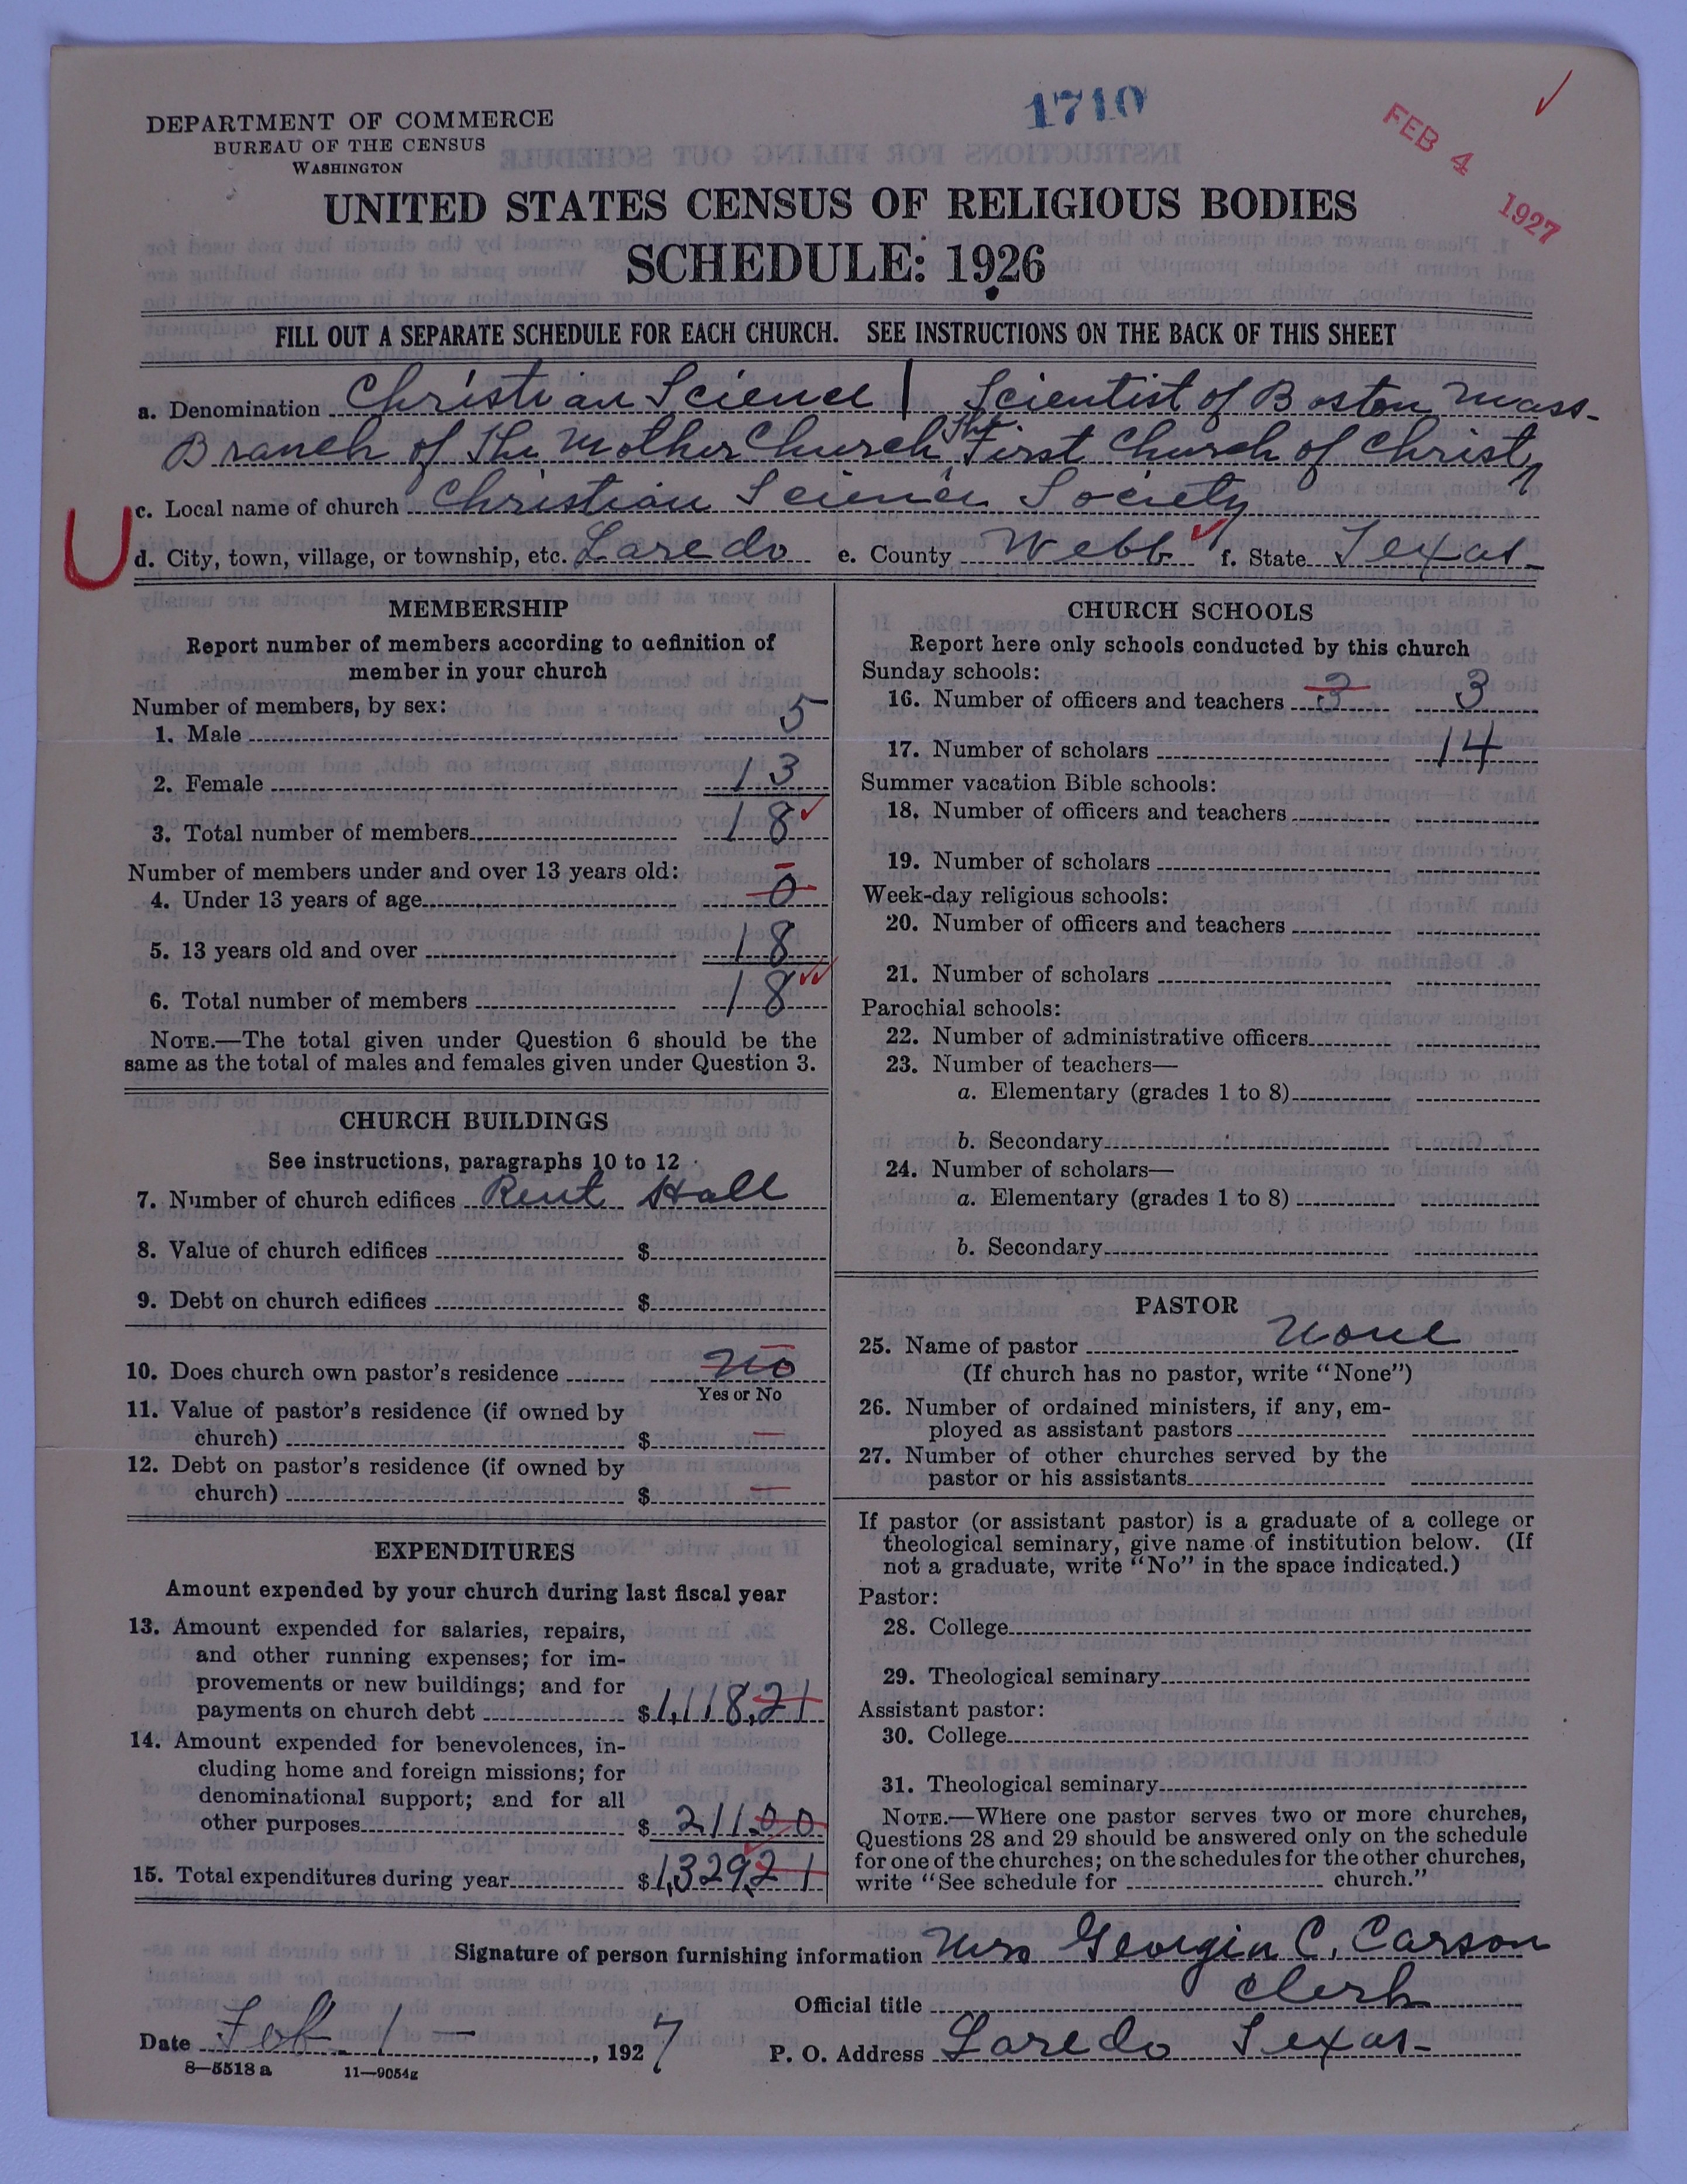 1710
FEB 4 1927
DEPARTMENT OF COMMERCE
BUREAU OF THE CENSUS
WASHINGTON
UNITED STATES CENSUS OF RELIGIOUS BODIES
SCHEDULE: 1926
FILL OUT A SEPARATE SCHEDULE FOR EACH CHURCH. SEE INSTRUCTIONS ON THE BACK OF THIS SHEET
a. Denomination Christian Science | Scientist of Boston Mass-
Branch of The Mother Church, The First Church of Christ,
c. Local name of church Christian Science Society
U
d. City, town, village, or township, etc. Laredo e. County Webb f. State Texas
MEMBERSHIP
Report number of members according to definition of
member in your church
Number of members, by sex:
1. Male 5
2. Female 13
3. Total number of members 18
Number of members under and over 13 years old:
4. Under 13 years of age 0
5. 13 years old and over 18
6. Total number of members 18
NOTE.—The total given under Question 6 should be the
same as the total of males and females given under Question 3.
CHURCH BUILDINGS
See instructions, paragraphs 10 to 12
7. Number of church edifices Rent Hall
8. Value of church edifices $
9. Debt on church edifices $
10. Does church own pastor's residence No
Yes or No
11. Value of pastor's residence (if owned by
church) $ —
12. Debt on pastor's residence (if owned by
church) $ —
EXPENDITURES
Amount expended by your church during last fiscal year
13. Amount expended for salaries, repairs,
and other running expenses; for im-
provements or new buildings; and for
payments on church debt $1,118.21
14. Amount expended for benevolences, in-
cluding home and foreign missions; for
denominational support; and for all
other purposes $ 211.00
15. Total expenditures during year $1,329.21
CHURCH SCHOOLS
Report here only schools conducted by this church
Sunday schools:
16. Number of officers and teachers 3 3
17. Number of scholars 14
Summer vacation Bible schools:
18. Number of officers and teachers
19. Number of scholars
Week-day religious schools:
20. Number of officers and teachers
21. Number of scholars
Parochial schools:
22. Number of administrative officers
23. Number of teachers—
a. Elementary (grades 1 to 8)
b. Secondary
24. Number of scholars—
a. Elementary (grades 1 to 8)
b. Secondary
PASTOR
25. Name of pastor None
(If church has no pastor, write "None")
26. Number of ordained ministers, if any, em-
ployed as assistant pastors
27. Number of other churches served by the
pastor or his assistants
If pastor (or assistant pastor) is a graduate of a college or
theological seminary, give name of institution below. (If
not a graduate, write "No" in the space indicated.)
Pastor:
28. College
29. Theological seminary
Assistant pastor:
30. College
31. Theological seminary
NOTE.—Where one pastor serves two or more churches,
Questions 28 and 29 should be answered only on the schedule
for one of the churches; on the schedules for the other churches,
write "See schedule for church."
Signature of person furnishing information Mrs Georgia C. Carson
Official title Clerk
Date Feb. 1 — , 1927 P. O. Address Laredo Texas-
8—5518 a 11—9054g